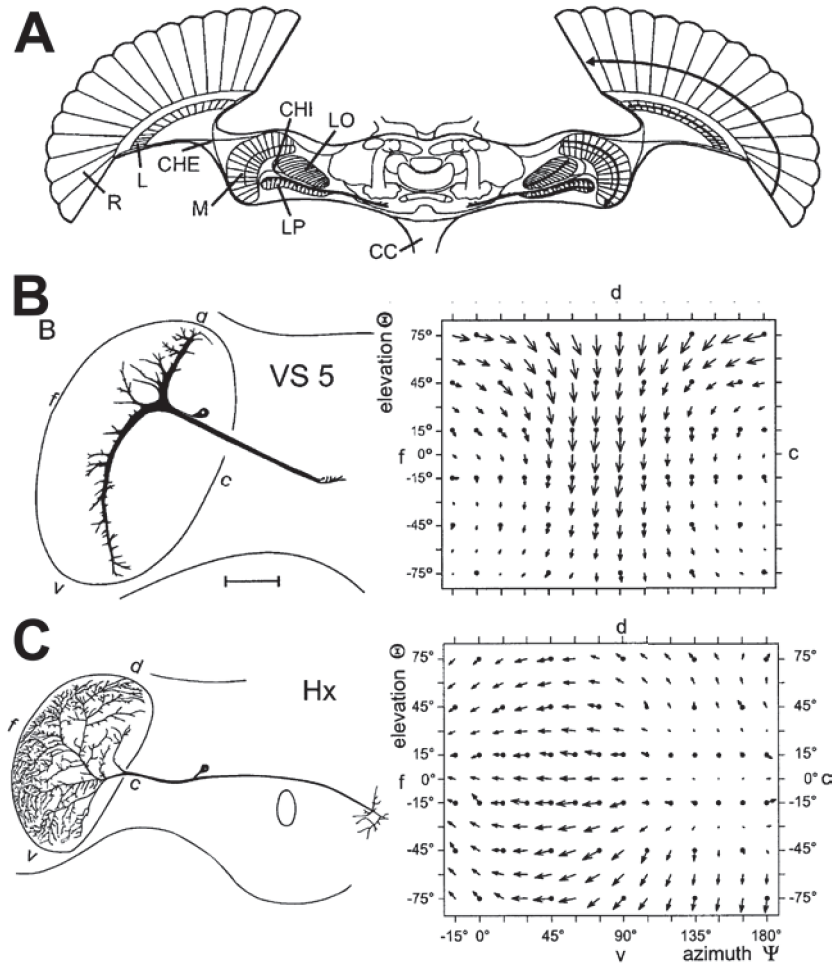 A
CHI
LO
CHE
L
R
M
LP
CC
B
B
VS 5
d
f
c
v
d
elevation Θ
75°
45°
15°
f 0° c
-15°
-45°
-75°
C
Hx
d
f
c
v
d
elevation Θ
75° 75°
45° 45°
15° 15°
f 0° 0° c
-15° -15°
-45° -45°
-75° -75°
-15° 0° 45° 90° 135° 180°
v azimuth Ψ